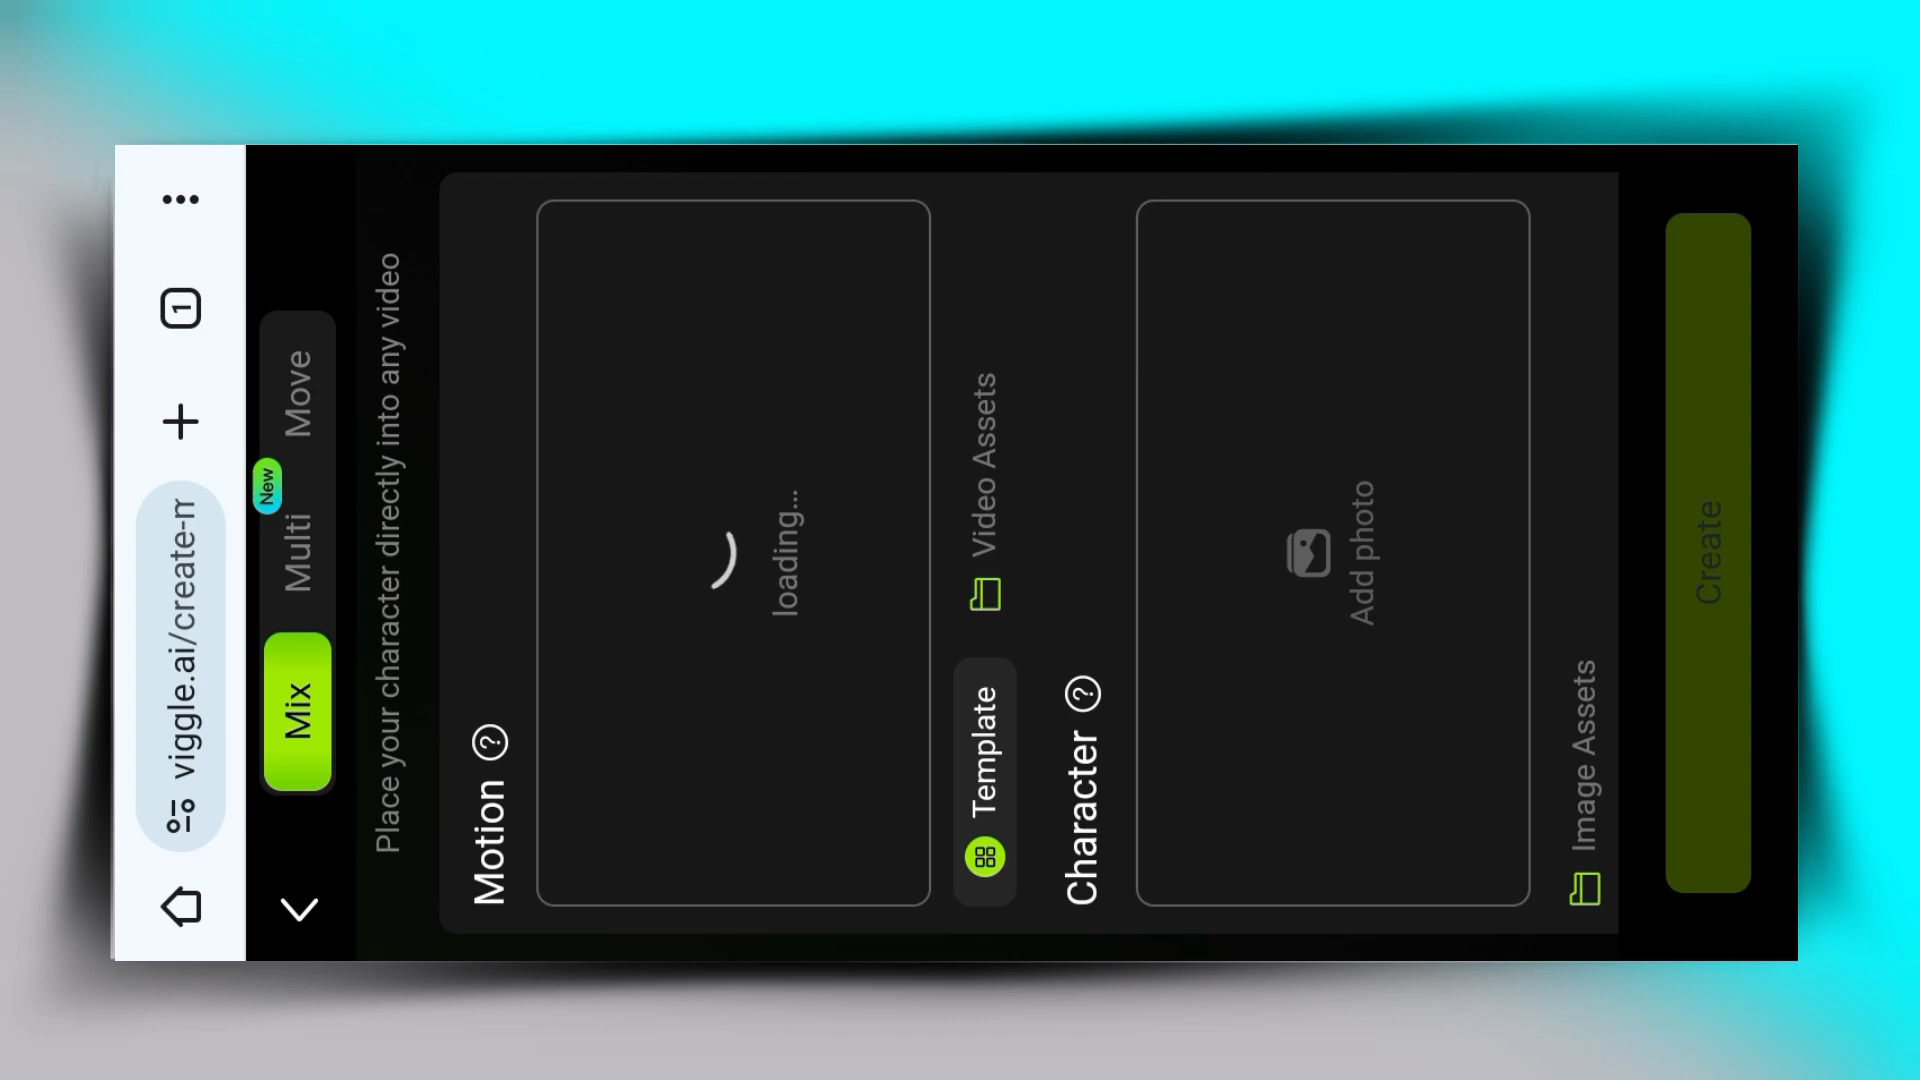 viggle.ai/create-m
1
Mix
Multi
New
Move
Place your character directly into any video
Motion ?
loading...
Template
Video Assets
Character ?
Add photo
Image Assets
Create